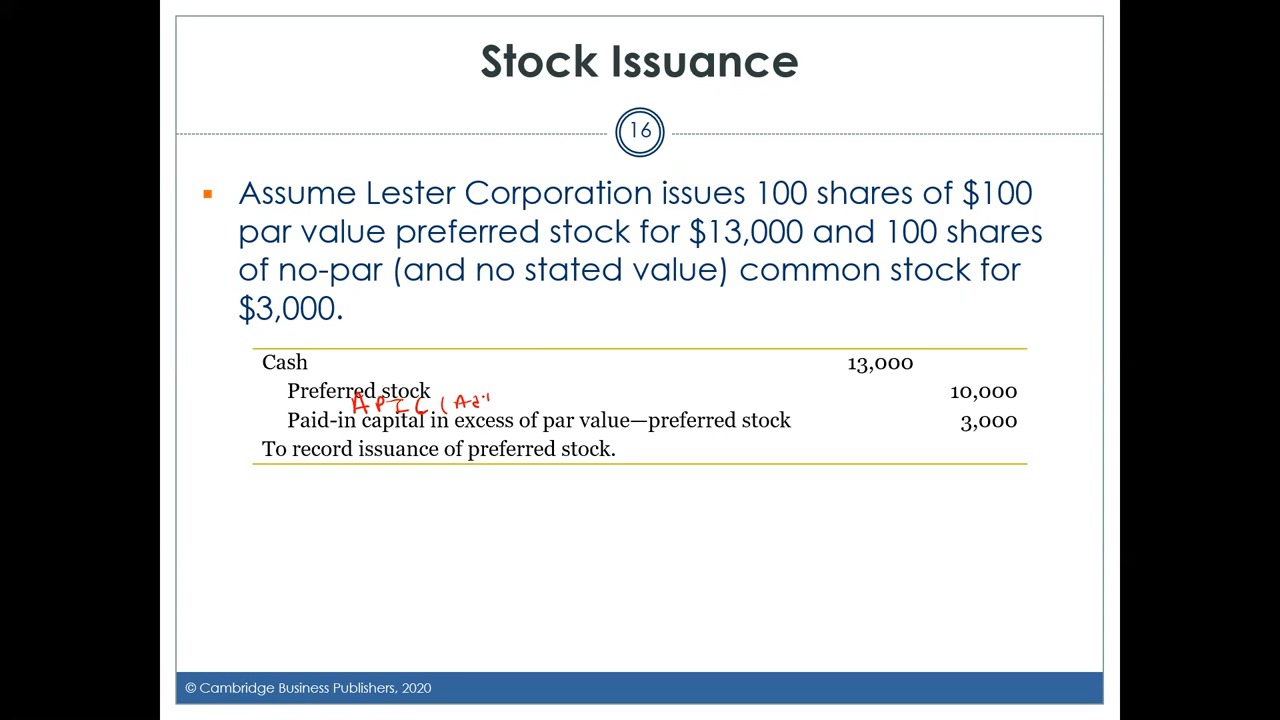 Stock Issuance
16
Assume Lester Corporation issues 100 shares of $100
par value preferred stock for $13,000 and 100 shares
of no-par (and no stated value) common stock for
$3,000.
Cash 13,000
Preferred stock 10,000
APIC (
Paid-in capital in excess of par value—preferred stock 3,000
To record issuance of preferred stock.
© Cambridge Business Publishers, 2020